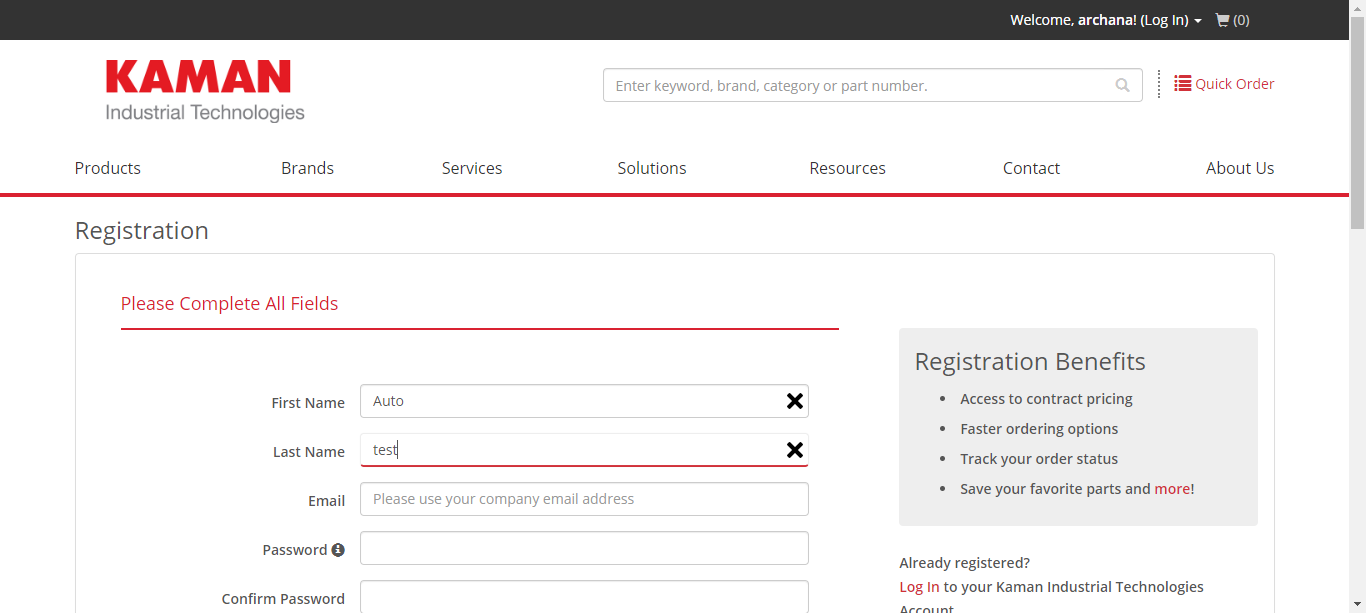 Welcome, archana! (Log In) (0)
KAMAN
Industrial Technologies
Enter keyword, brand, category or part number.
Quick Order
Products Brands Services Solutions Resources Contact About Us
Registration
Please Complete All Fields
First Name Auto
Last Name test
Email Please use your company email address
Password
Confirm Password
Registration Benefits
• Access to contract pricing
• Faster ordering options
• Track your order status
• Save your favorite parts and more!
Already registered?
Log In to your Kaman Industrial Technologies
Account